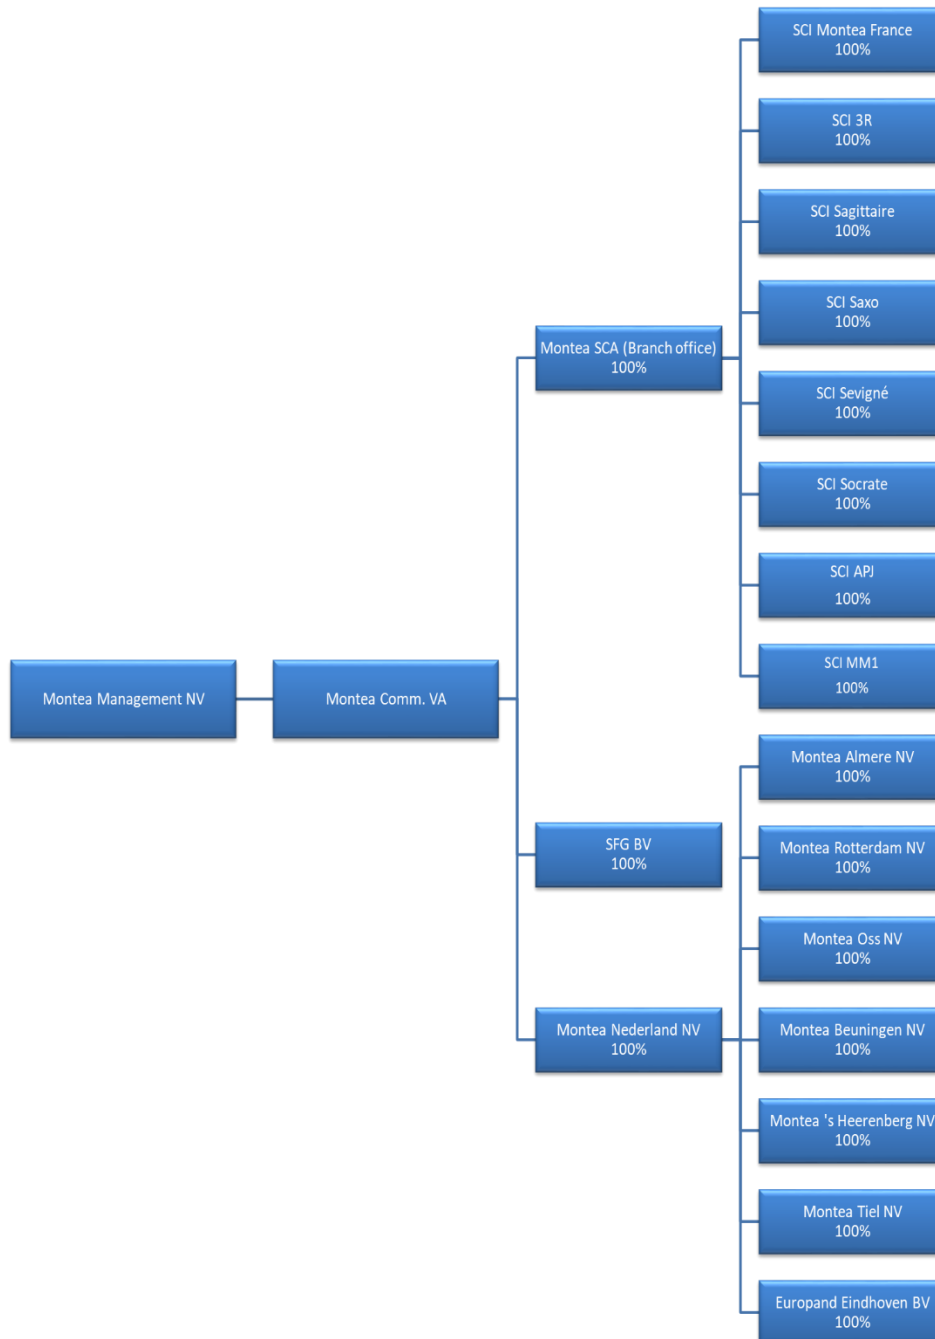 SCI Montea France
100%
SCI 3R
100%
SCI Sagittaire
100%
SCI Saxo
100%
Montea SCA (Branch office)
100%
SCI Sevigné
100%
SCI Socrate
100%
SCI APJ
100%
SCI MM1
100%
Montea Management NV
Montea Comm. VA
Montea Almere NV
100%
SFG BV
100%
Montea Rotterdam NV
100%
Montea Oss NV
100%
Montea Nederland NV
100%
Montea Beuningen NV
100%
Montea 's Heerenberg NV
100%
Montea Tiel NV
100%
Europand Eindhoven BV
100%